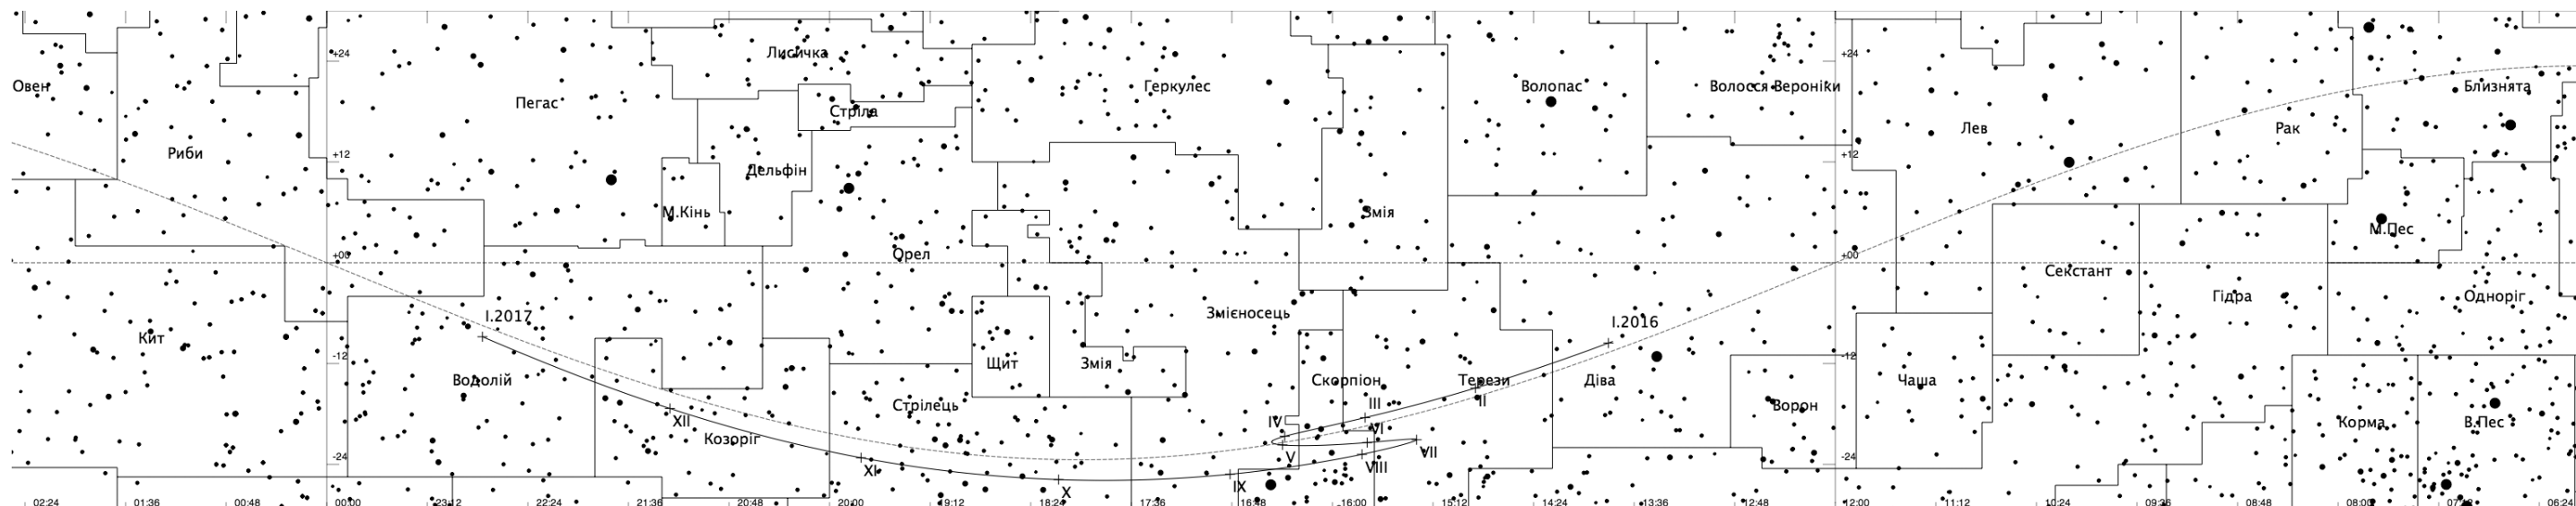 Лисичка
+24
+24
Овен
Пегас
Геркулес
Волопас
Волосся Вероніки
Близнята
Стріла
Лев
Рак
Риби
+12
+12
Дельфін
М.Кінь
Змія
М.Пес
+00
Орел
+00
Секстант
Гідра
Одноріг
I.2017
Змієносець
I.2016
Кит
-12
Щит
Змія
-12
Водолій
Скорпіон
Терези
Діва
Чаша
Стрілець
III
II
Ворон
XII
IV
VI
Корма
В.Пес
Козоріг
-24
XI
V
VIII
VII
-24
X
IX
02:24 01:36 00:48 00:00 23:12 22:24 21:36 20:48 20:00 19:12 18:24 17:36 16:48 16:00 15:12 14:24 13:36 12:48 12:00 11:12 10:24 09:36 08:48 08:00 07:12 06:24